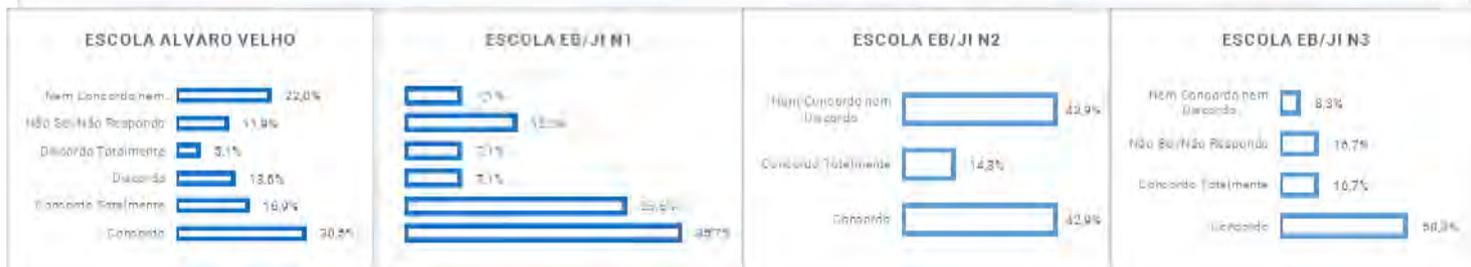 ESCOLA ALVARO VELHO
Nem Concordo nem... 22,0%
Não Sei/Não Respondo 11,9%
Discordo Totalmente 5,1%
Discordo 13,6%
Concordo Totalmente 16,9%
Concordo 30,5%
ESCOLA EB/JI N1
35,7%
ESCOLA EB/JI N2
Nem Concordo nem
Discordo 42,9%
Concordo Totalmente 14,3%
Concordo 42,9%
ESCOLA EB/JI N3
Nem Concordo nem
Discordo 8,3%
Não Sei/Não Respondo 16,7%
Concordo Totalmente 16,7%
Concordo 58,3%